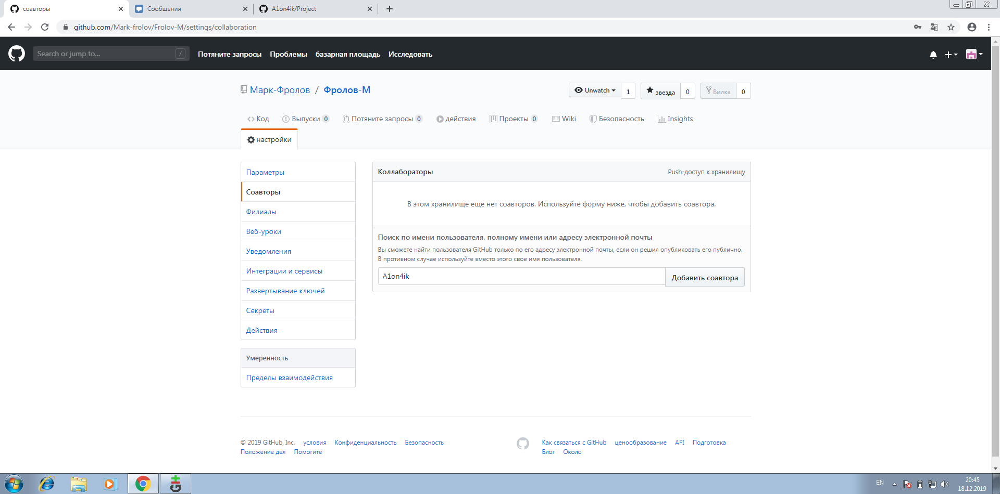 соавторы
Сообщения
A1on4ik/Project
github.com/Mark-frolov/Frolov-M/settings/collaboration
Search or jump to... /
Потяните запросы Проблемы базарная площадь Исследовать
Марк-Фролов / Фролов-М
Unwatch 1 звезда 0 Вилка 0
Код Выпуски 0 Потяните запросы 0 действия Проекты 0 Wiki Безопасность Insights
настройки
Параметры
Соавторы
Филиалы
Веб-уроки
Уведомления
Интеграции и сервисы
Развертывание ключей
Секреты
Действия
Умеренность
Пределы взаимодействия
Коллабораторы Push-доступ к хранилищу
В этом хранилище еще нет соавторов. Используйте форму ниже, чтобы добавить соавтора.
Поиск по имени пользователя, полному имени или адресу электронной почты
Вы сможете найти пользователя GitHub только по его адресу электронной почты, если он решил опубликовать его публично.
В противном случае используйте вместо этого свое имя пользователя.
A1on4ik Добавить соавтора
© 2019 GitHub, Inc. условия Конфиденциальность Безопасность
Положение дел Помогите
Как связаться с GitHub ценообразование API Подготовка
Блог Около
EN
20:45
18.12.2019